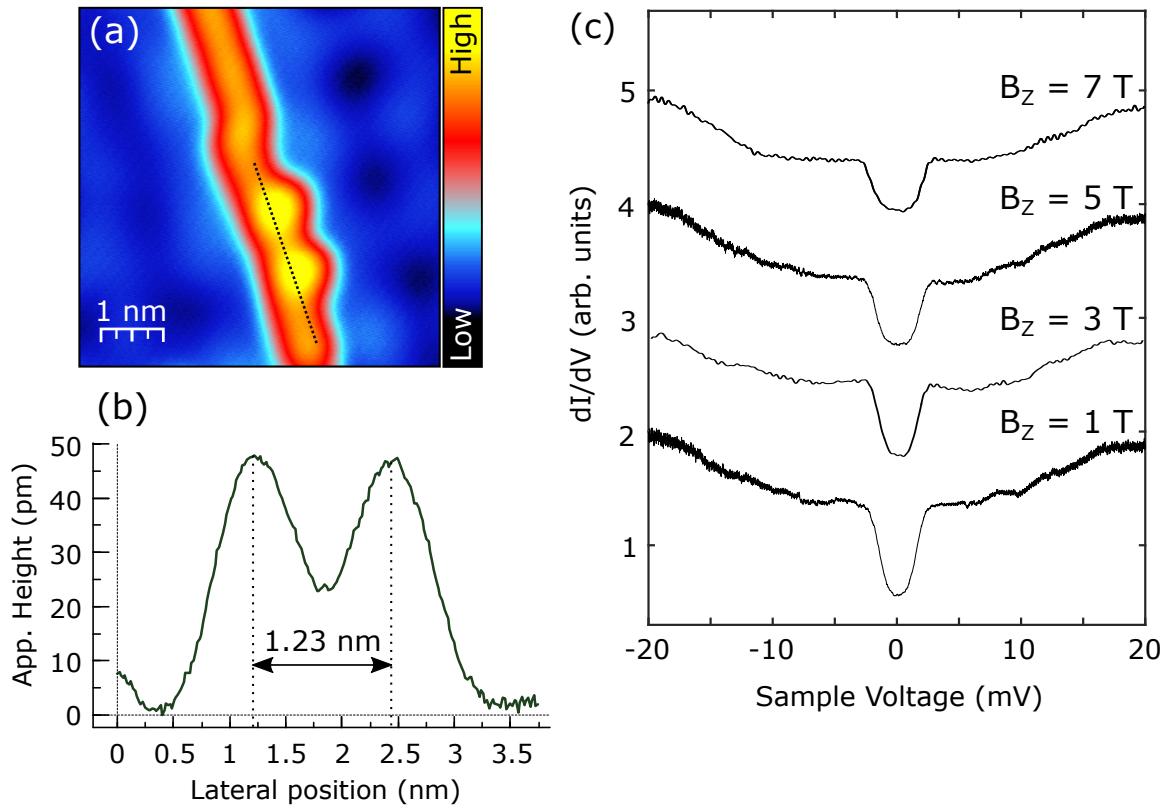 (a)
1 nm
High
Low
(b)
App. Height (pm)
50
40
30
20
10
0
1.23 nm
0 0.5 1 1.5 2 2.5 3 3.5
Lateral position (nm)
(c)
dI/dV (arb. units)
5
4
3
2
1
B_Z = 7 T
B_Z = 5 T
B_Z = 3 T
B_Z = 1 T
-20 -10 0 10 20
Sample Voltage (mV)